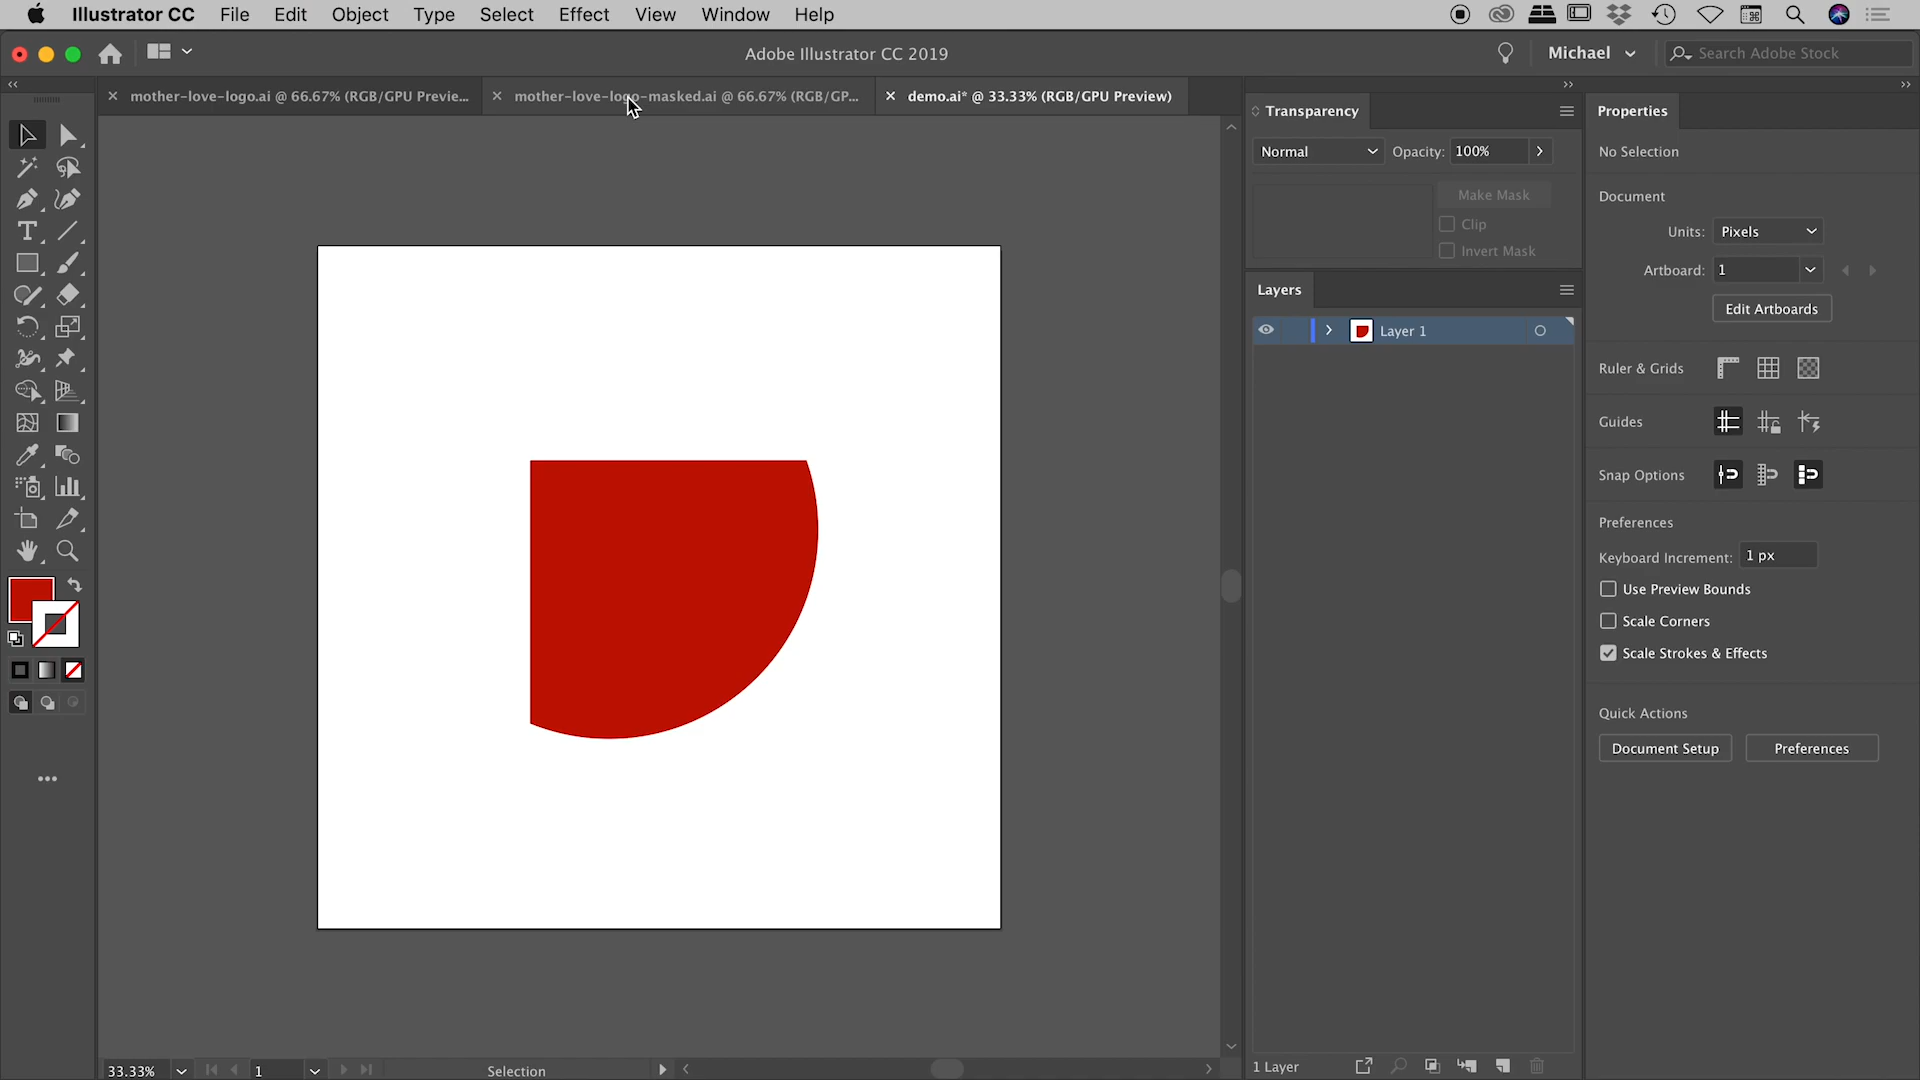 Illustrator CC File Edit Object Type Select Effect View Window Help
Adobe Illustrator CC 2019
Michael
Search Adobe Stock
mother-love-logo.ai @ 66.67% (RGB/GPU Previe...
mother-love-logo-masked.ai @ 66.67% (RGB/GP...
demo.ai* @ 33.33% (RGB/GPU Preview)
Transparency
Normal
Opacity: 100%
Make Mask
Clip
Invert Mask
Layers
Layer 1
1 Layer
Properties
No Selection
Document
Units: Pixels
Artboard: 1
Edit Artboards
Ruler & Grids
Guides
Snap Options
Preferences
Keyboard Increment: 1 px
Use Preview Bounds
Scale Corners
Scale Strokes & Effects
Quick Actions
Document Setup
Preferences
33.33%
1
Selection